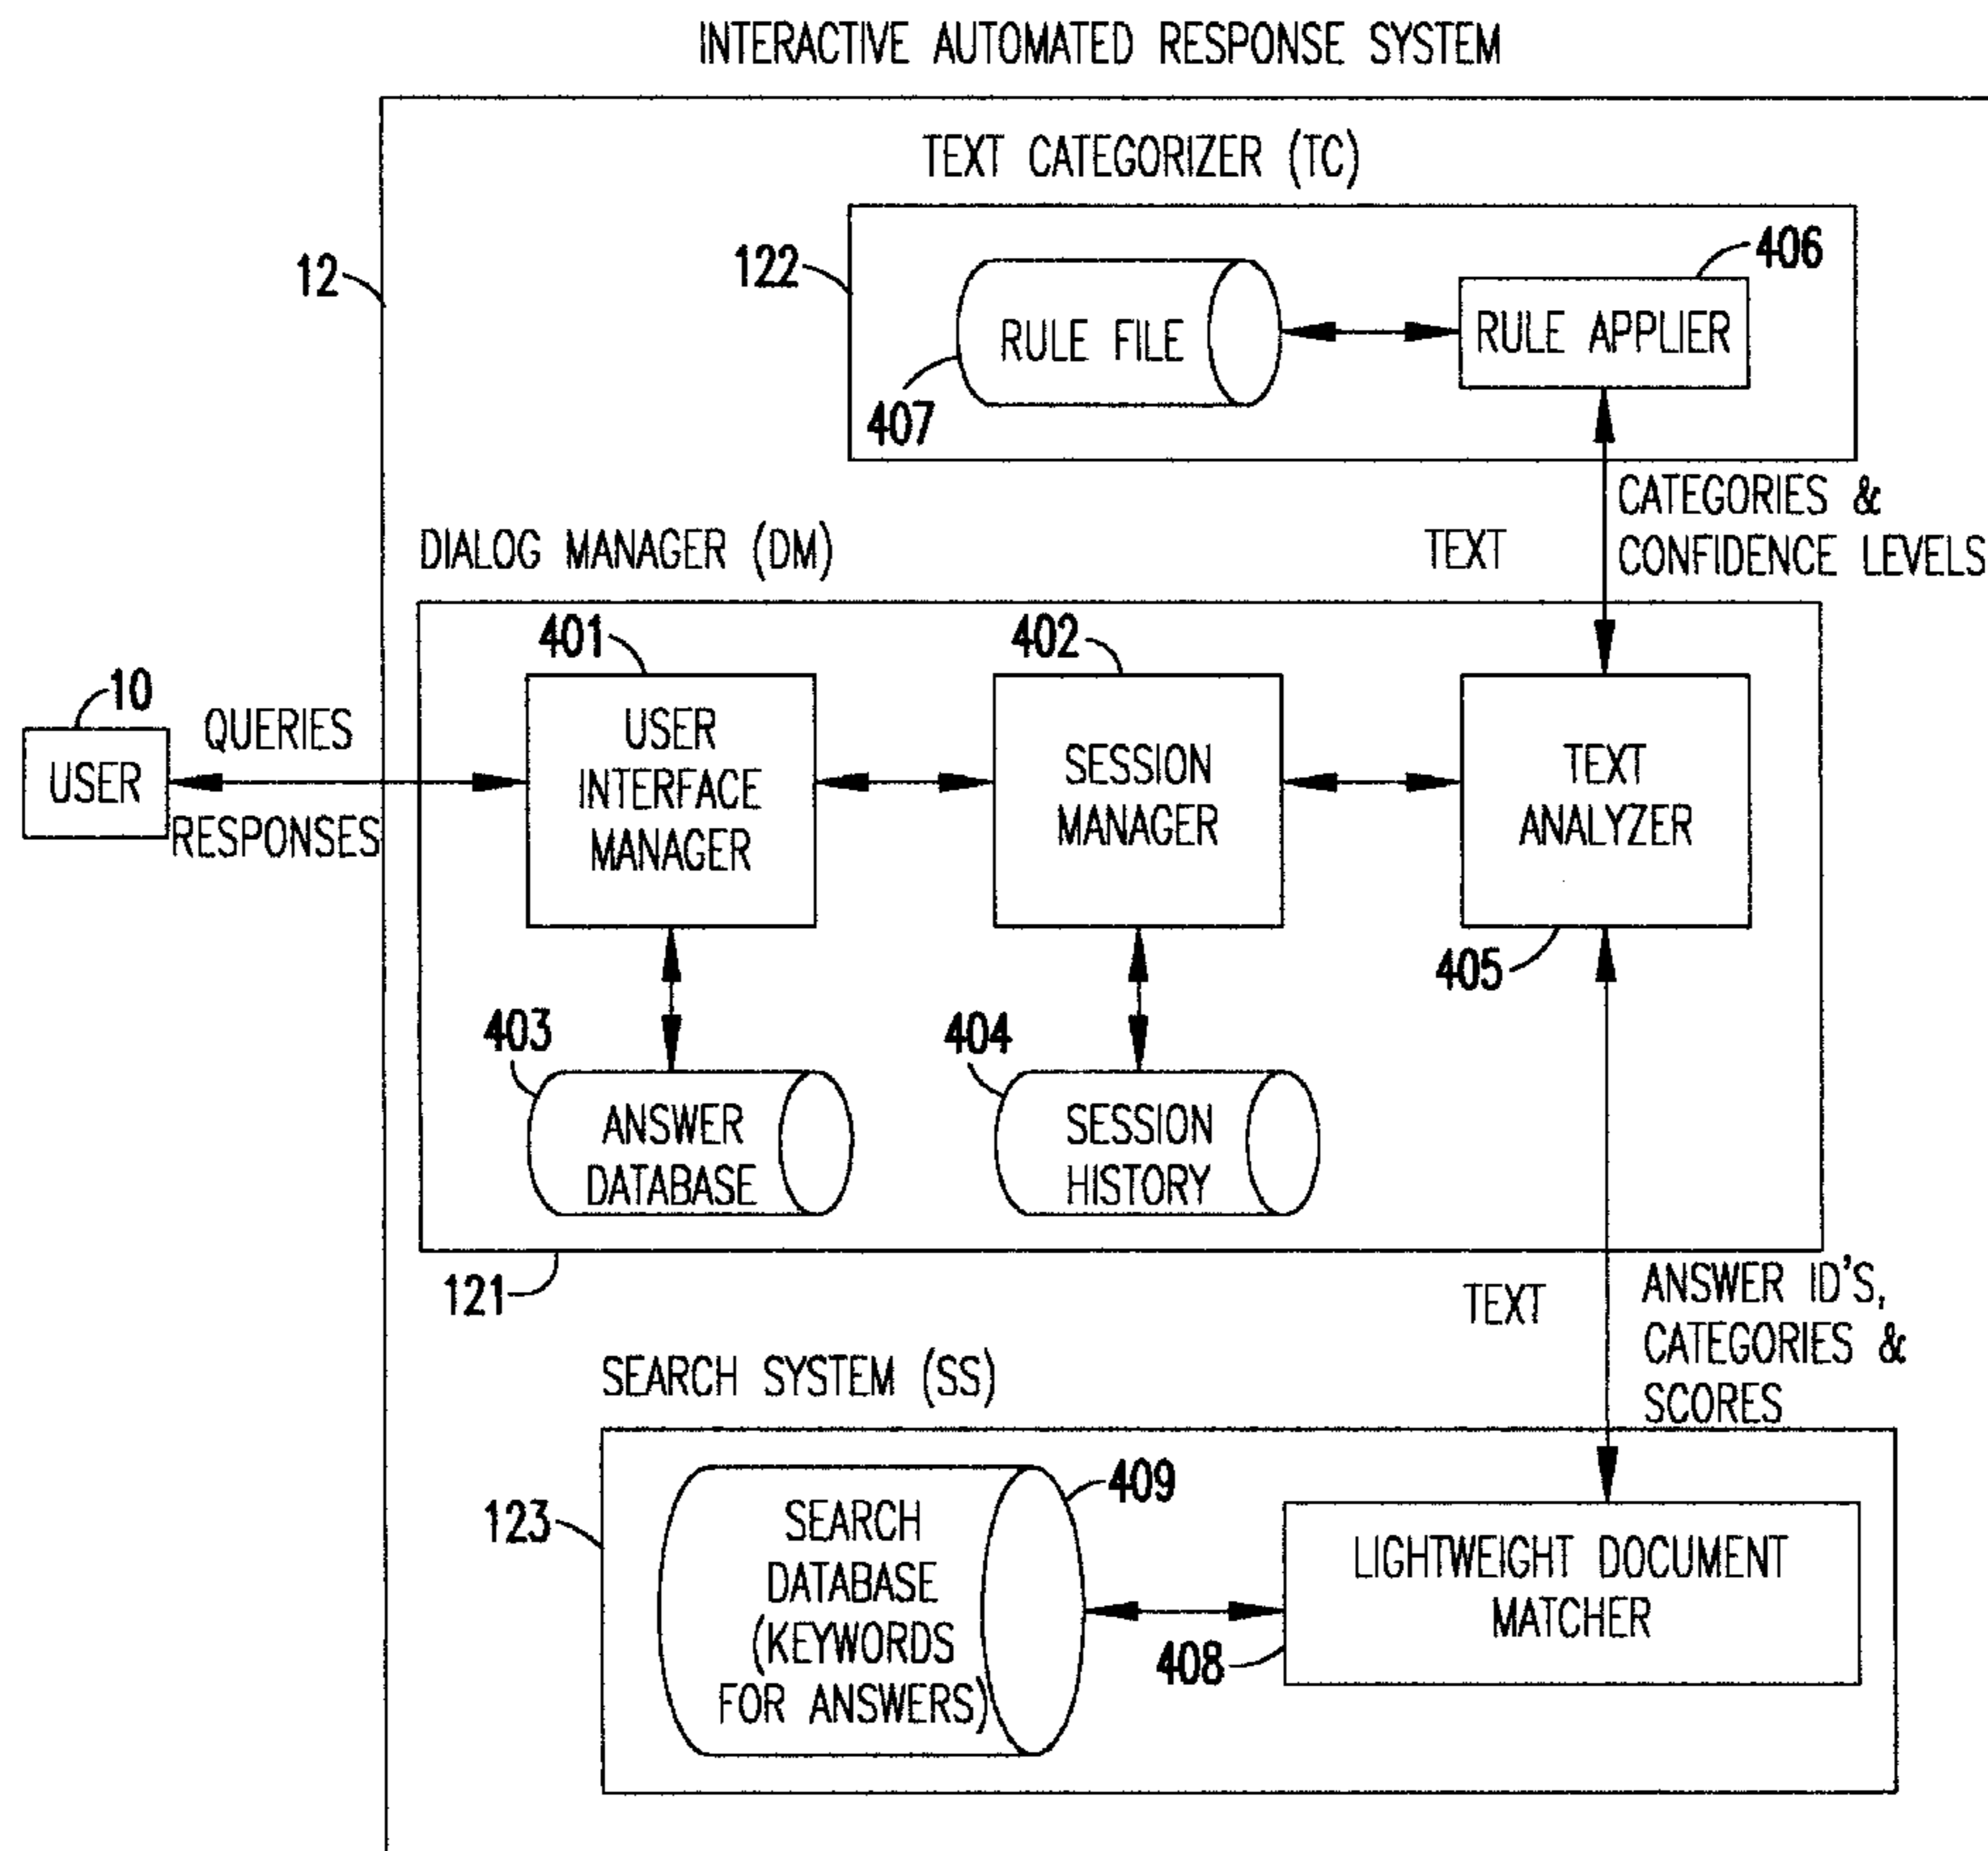 INTERACTIVE AUTOMATED RESPONSE SYSTEM
TEXT CATEGORIZER (TC)
12
122
406
RULE FILE
RULE APPLIER
407
CATEGORIES &
CONFIDENCE LEVELS
TEXT
DIALOG MANAGER (DM)
401
402
10
QUERIES
USER
RESPONSES
USER
INTERFACE
MANAGER
SESSION
MANAGER
TEXT
ANALYZER
405
403
404
ANSWER
DATABASE
SESSION
HISTORY
121
TEXT
ANSWER ID'S,
CATEGORIES &
SCORES
SEARCH SYSTEM (SS)
123
409
SEARCH
DATABASE
(KEYWORDS
FOR ANSWERS)
408
LIGHTWEIGHT DOCUMENT
MATCHER